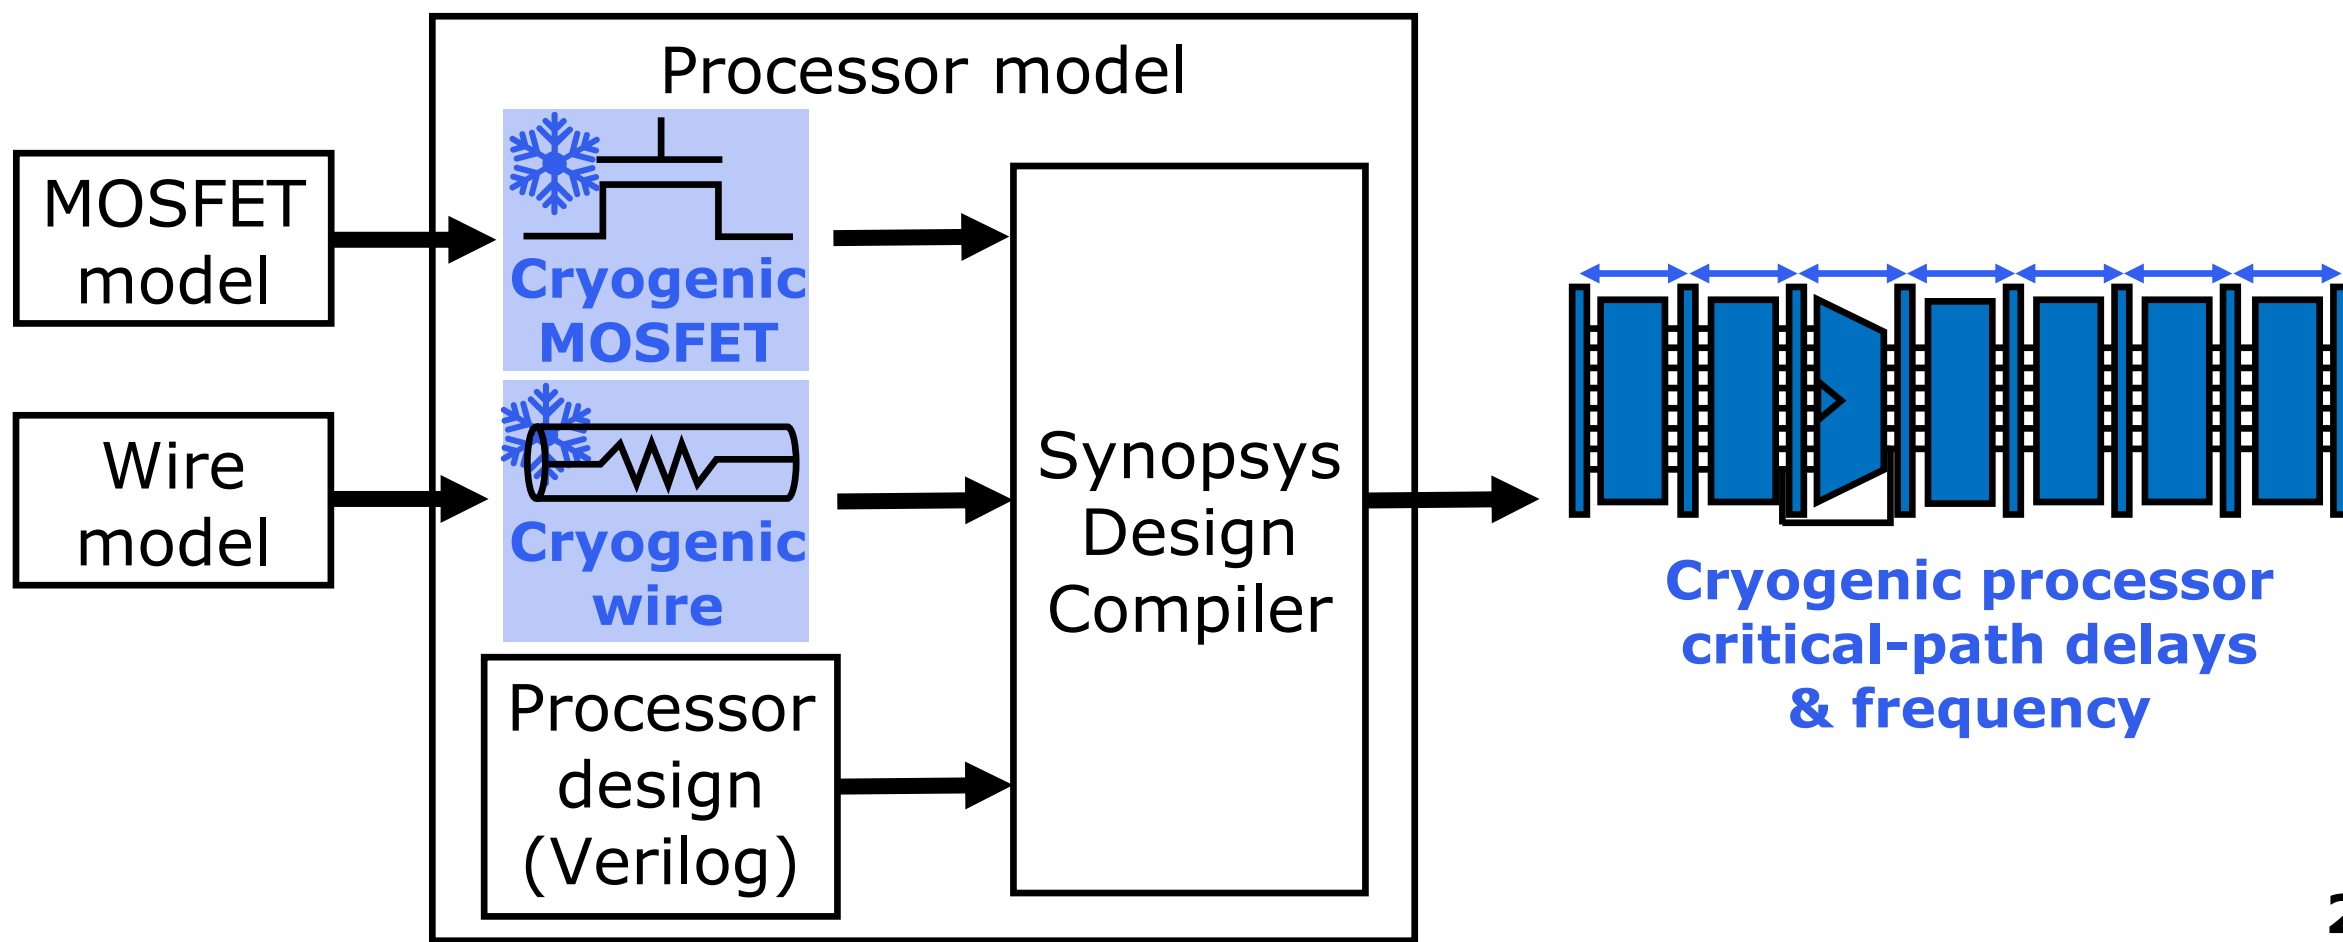 Processor model
MOSFET
model
Cryogenic
MOSFET
Wire
model
Cryogenic
wire
Processor
design
(Verilog)
Synopsys
Design
Compiler
Cryogenic processor
critical-path delays
& frequency